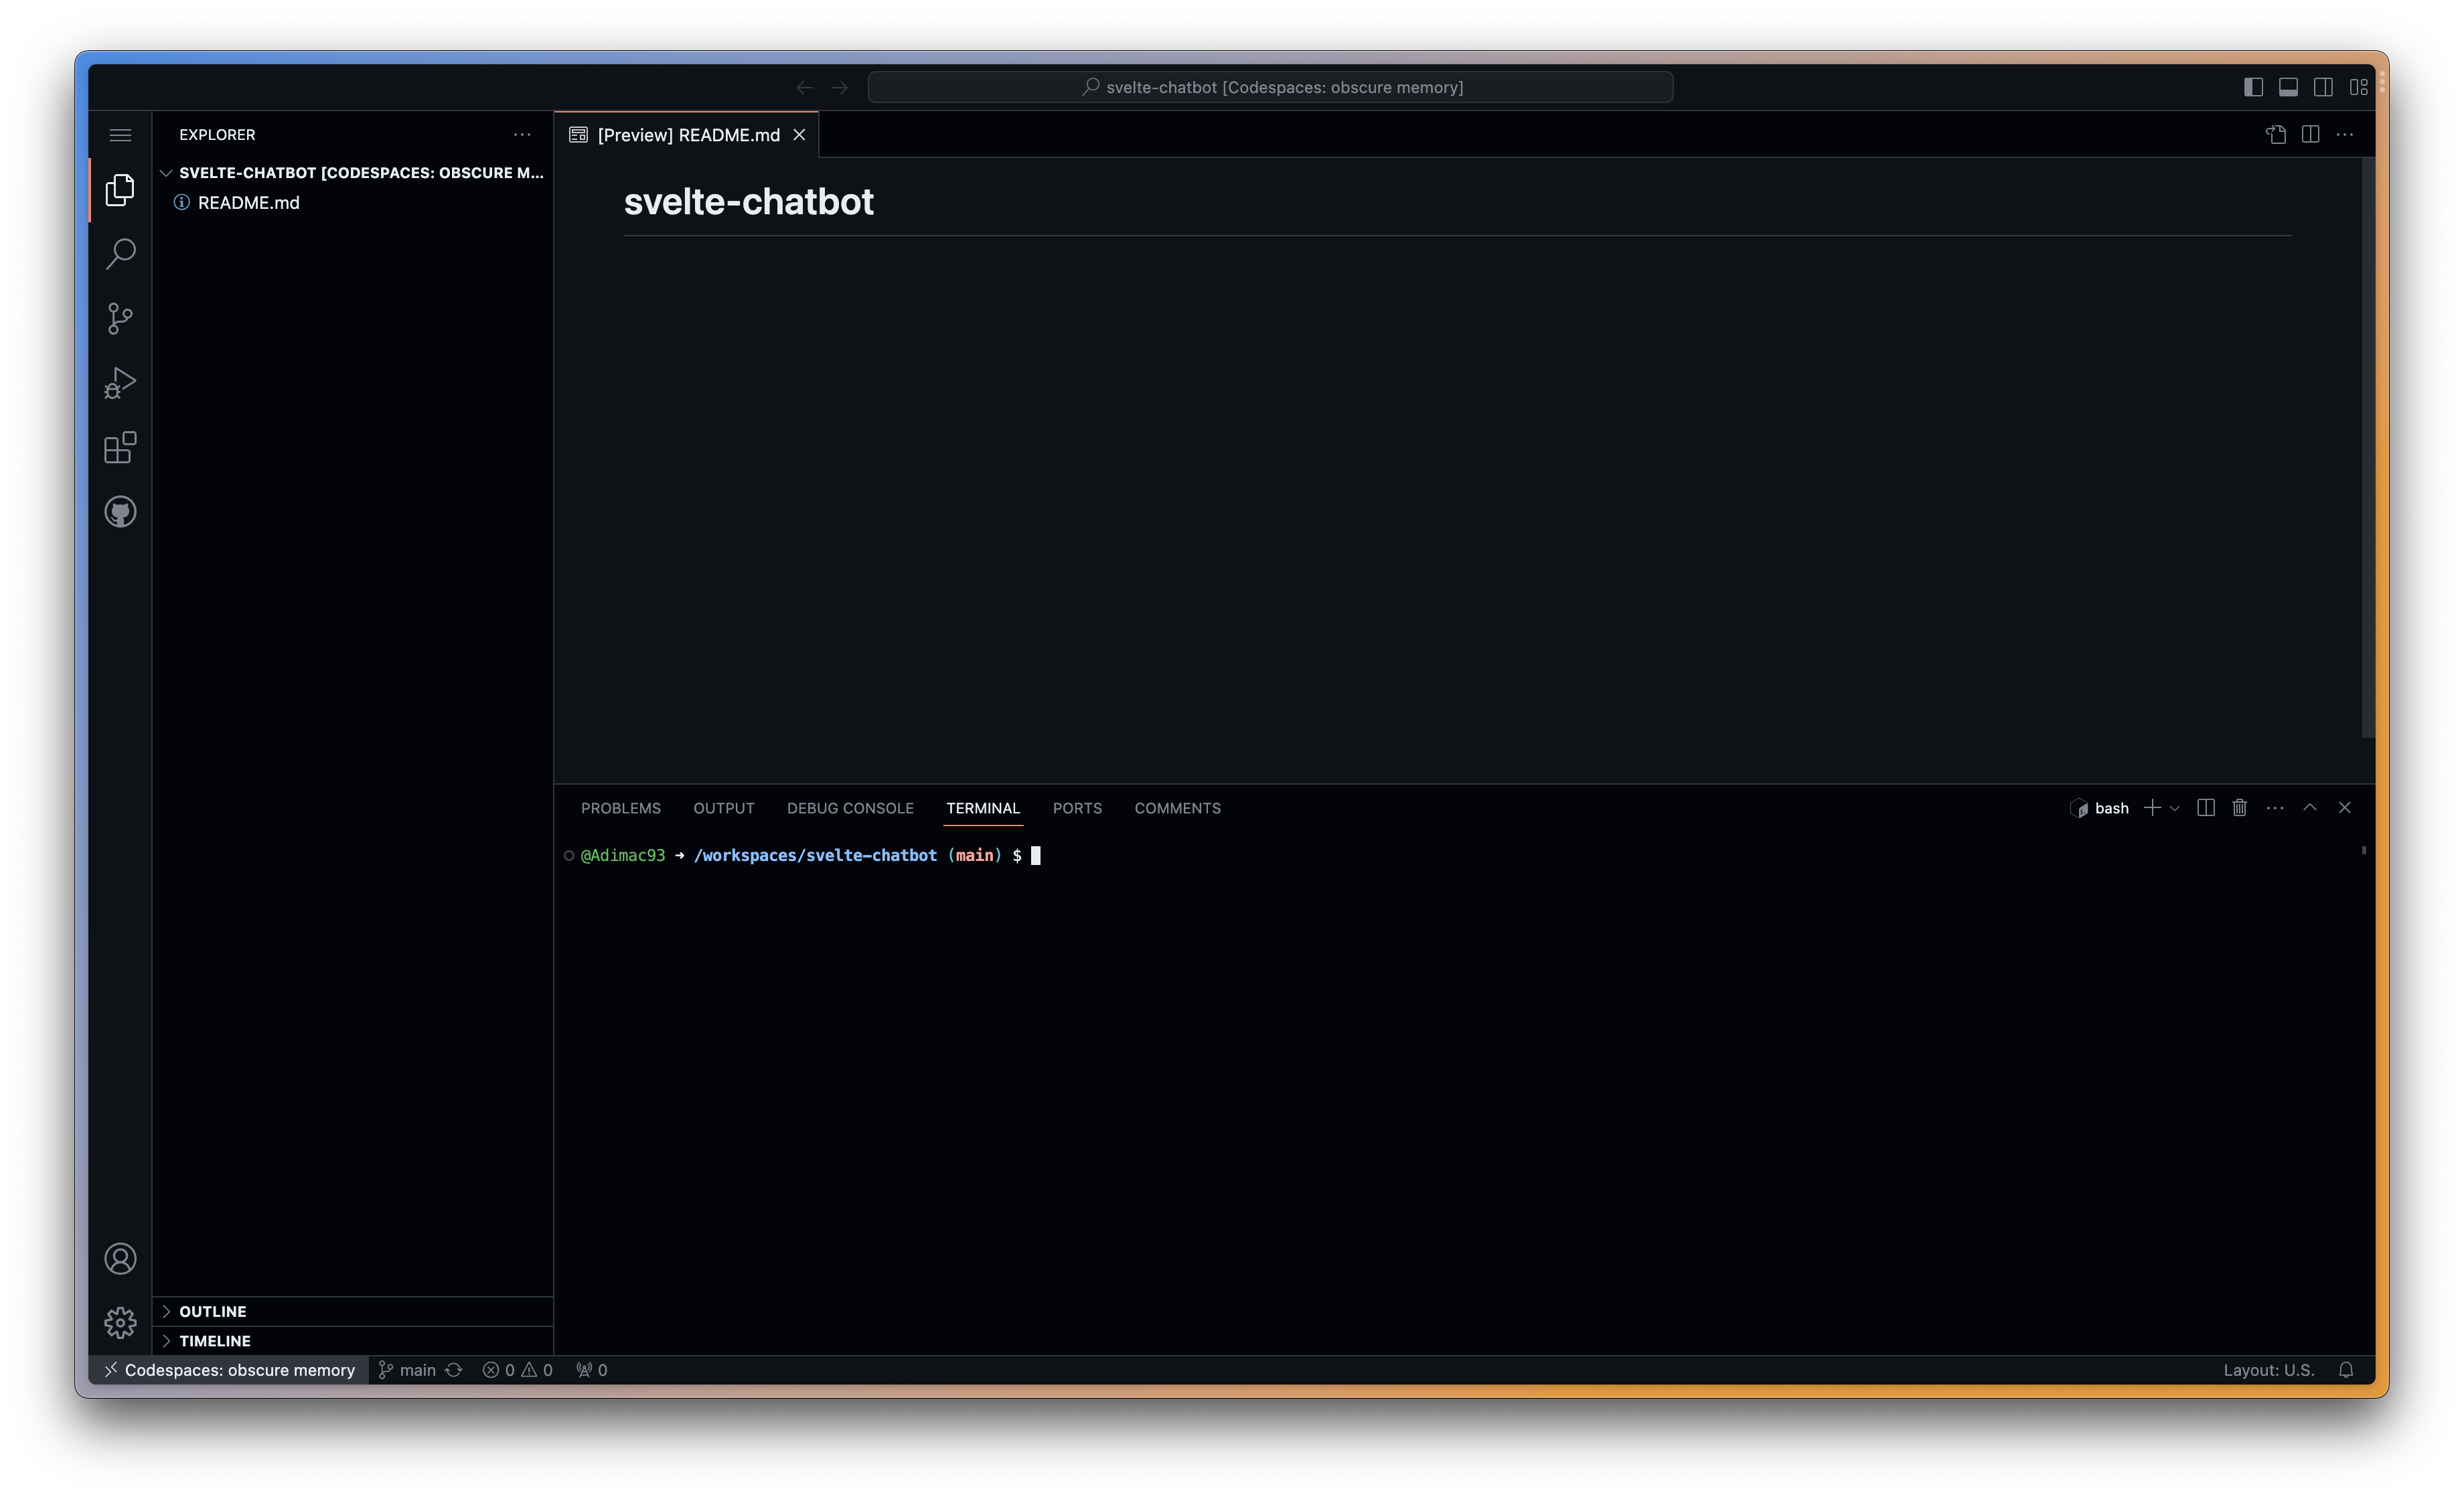 svelte-chatbot [Codespaces: obscure memory]
EXPLORER
[Preview] README.md
SVELTE-CHATBOT [CODESPACES: OBSCURE M...
README.md
svelte-chatbot
PROBLEMS OUTPUT DEBUG CONSOLE TERMINAL PORTS COMMENTS
bash
@Adimac93 ➜ /workspaces/svelte-chatbot (main) $
OUTLINE
TIMELINE
Codespaces: obscure memory main 0 0 0 Layout: U.S.